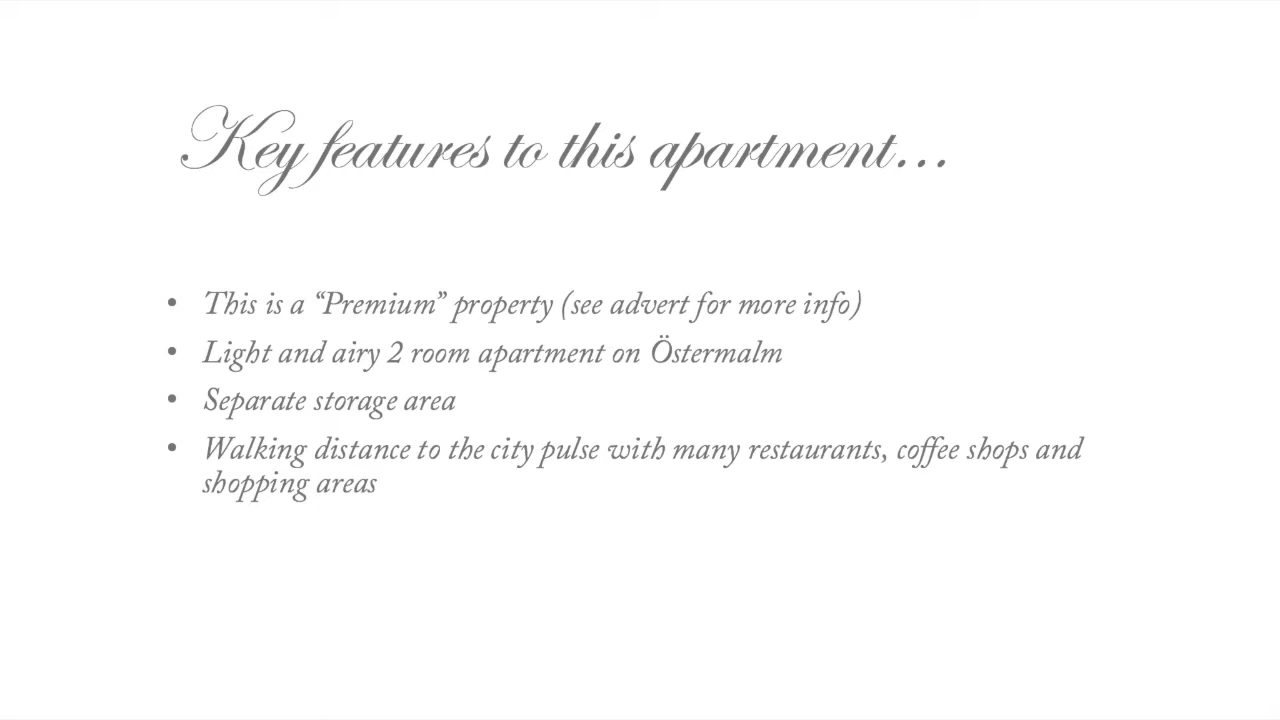 Key features to this apartment...
• This is a “Premium” property (see advert for more info)
• Light and airy 2 room apartment on Östermalm
• Separate storage area
• Walking distance to the city pulse with many restaurants, coffee shops and
shopping areas